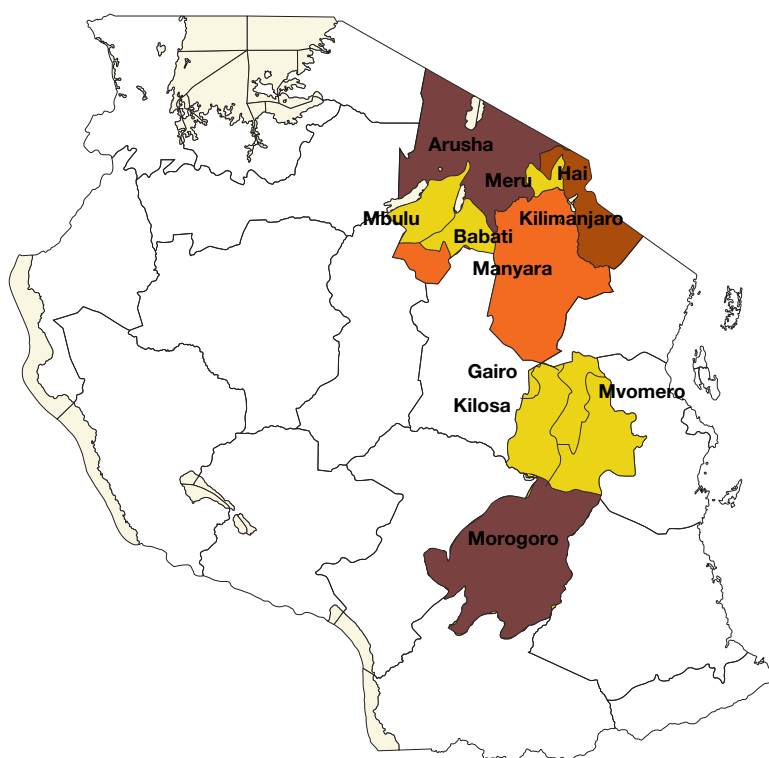 Arusha
Hai
Meru
Mbulu
Kilimanjaro
Babati
Manyara
Gairo
Mvomero
Kilosa
Morogoro